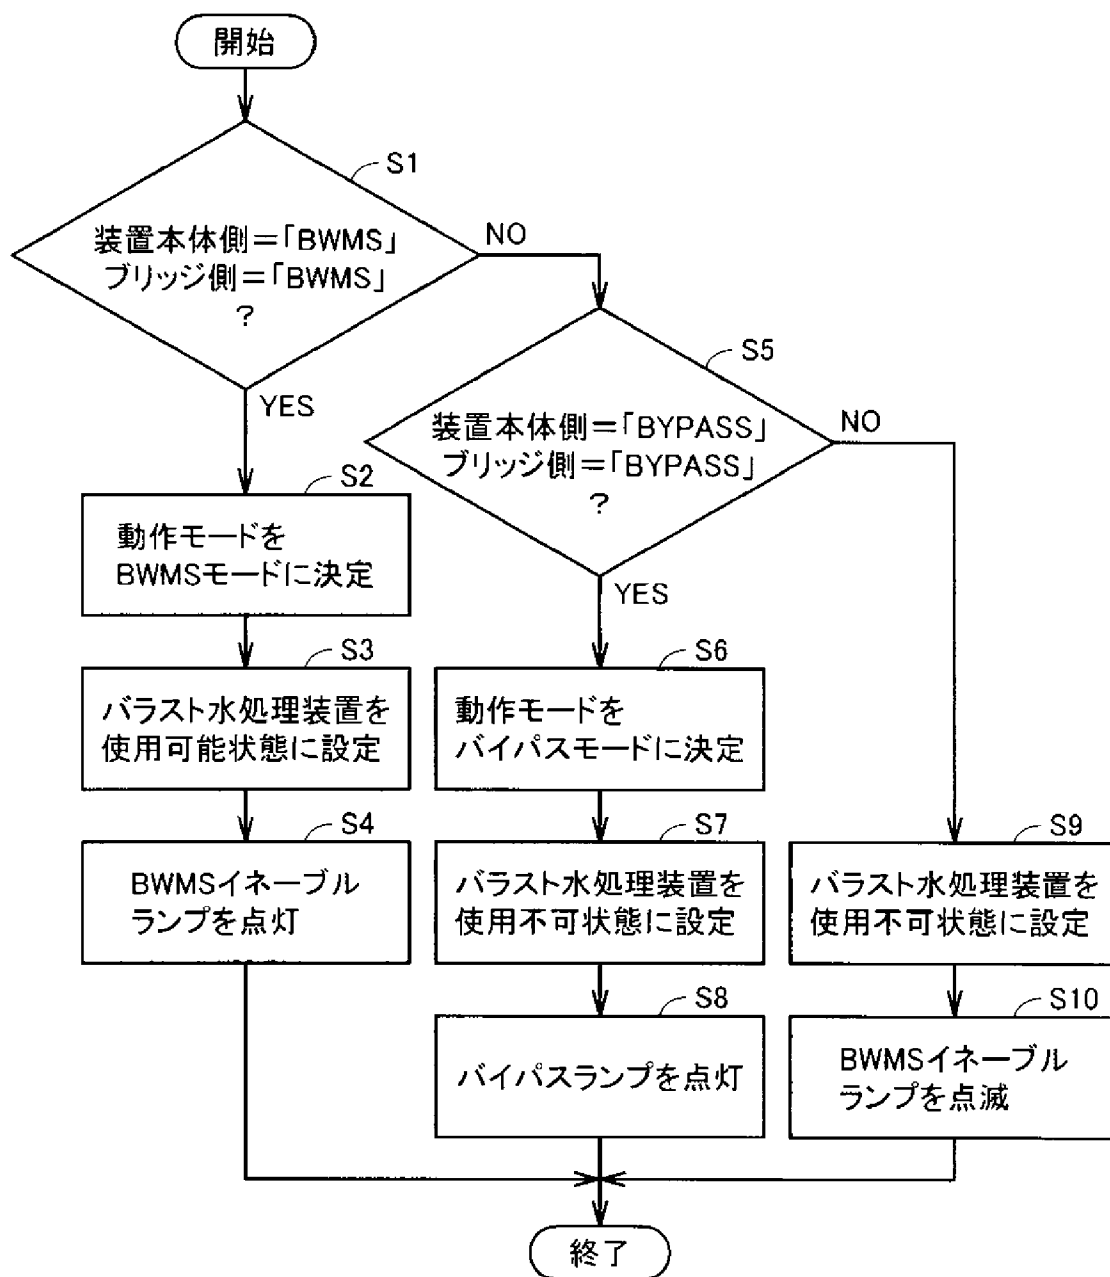 開始
S1
装置本体側＝「BWMS」
ブリッジ側＝「BWMS」
？
NO
YES
S5
装置本体側＝「BYPASS」
ブリッジ側＝「BYPASS」
？
NO
YES
S2
動作モードを
BWMSモードに決定
S3
バラスト水処理装置を
使用可能状態に設定
S4
BWMSイネーブル
ランプを点灯
S6
動作モードを
バイパスモードに決定
S7
バラスト水処理装置を
使用不可状態に設定
S8
バイパスランプを点灯
S9
バラスト水処理装置を
使用不可状態に設定
S10
BWMSイネーブル
ランプを点滅
終了